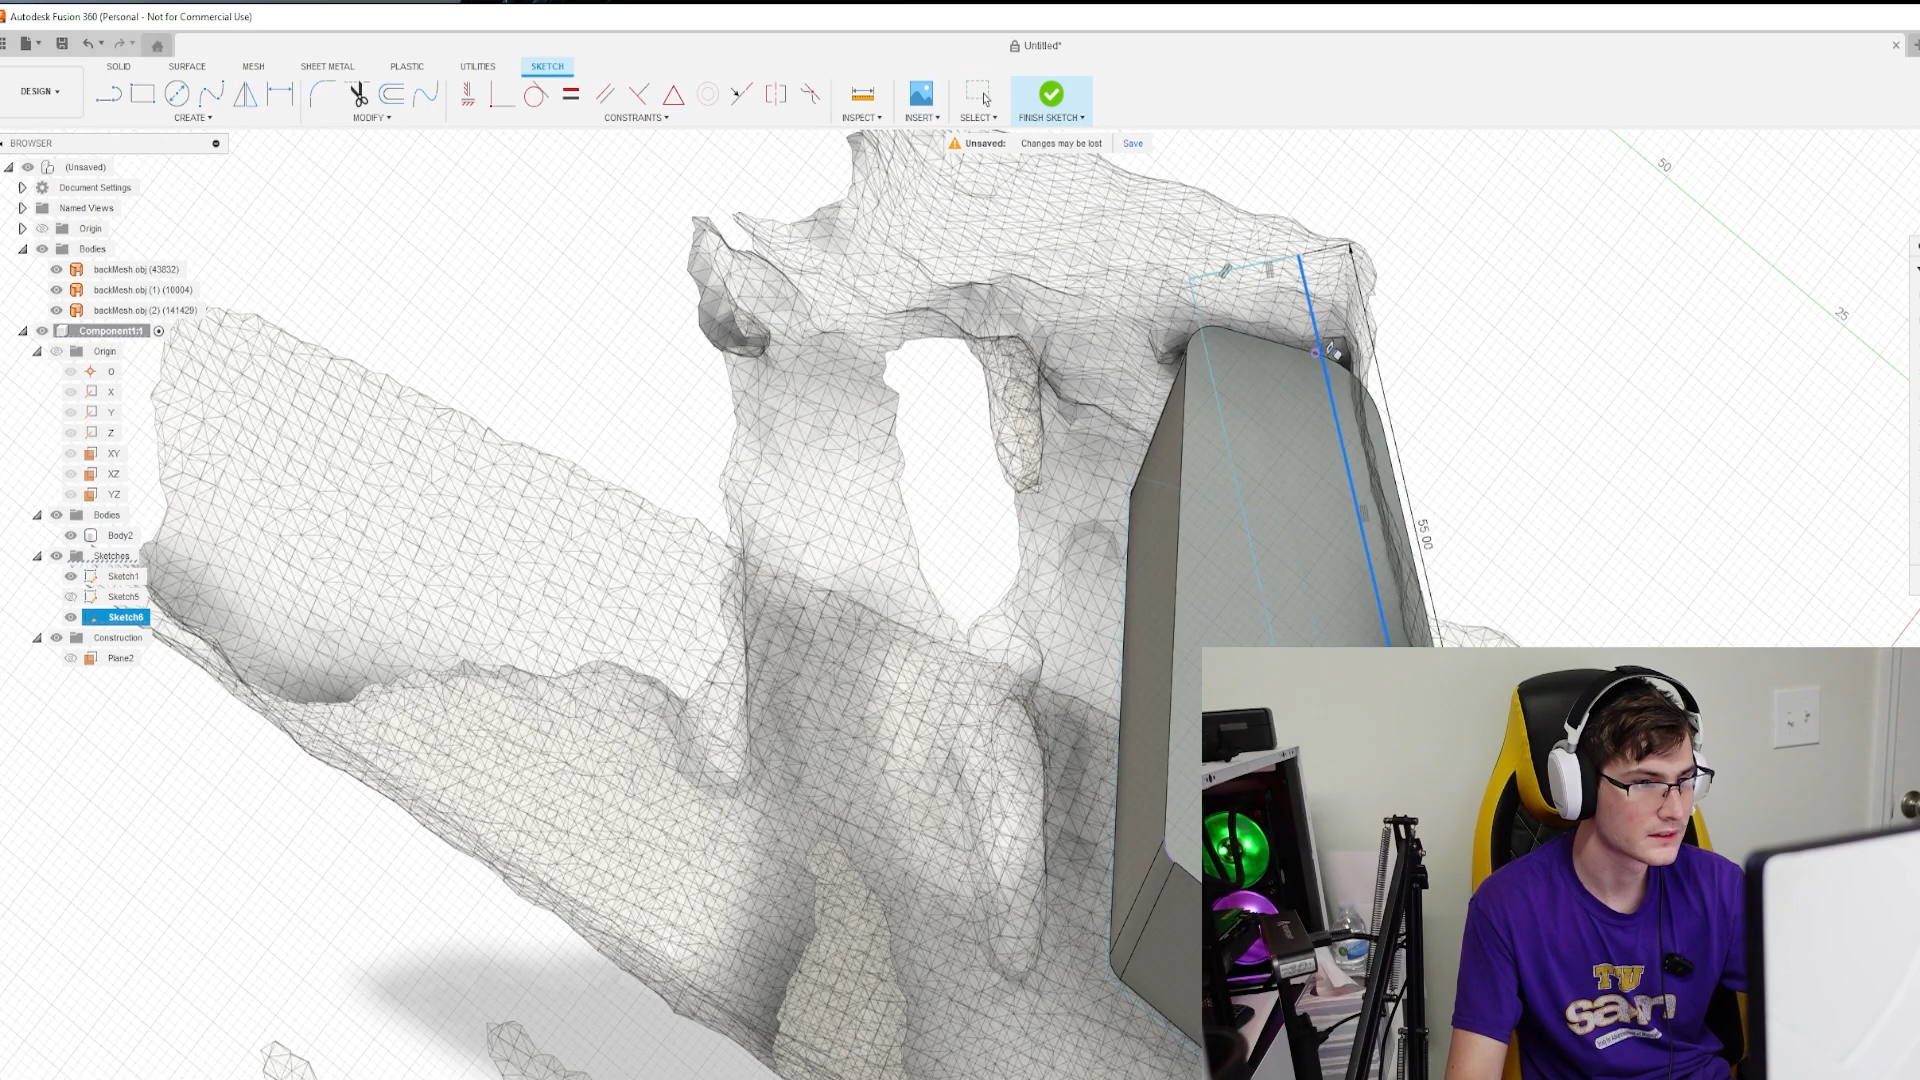 Autodesk Fusion 360 (Personal - Not for Commercial Use)
Untitled*
SOLID SURFACE MESH SHEET METAL PLASTIC UTILITIES SKETCH
DESIGN
CREATE MODIFY CONSTRAINTS INSPECT INSERT SELECT FINISH SKETCH
BROWSER
Unsaved: Changes may be lost Save
(Unsaved)
Document Settings
Named Views
Origin
Bodies
backMesh.obj (43832)
backMesh.obj (1) (10004)
backMesh.obj (2) (141429)
Component1:1
Origin
O
X
Y
Z
XY
XZ
YZ
Bodies
Body2
Sketches
Sketch1
Sketch5
Sketch6
Construction
Plane2
50
25
55.00